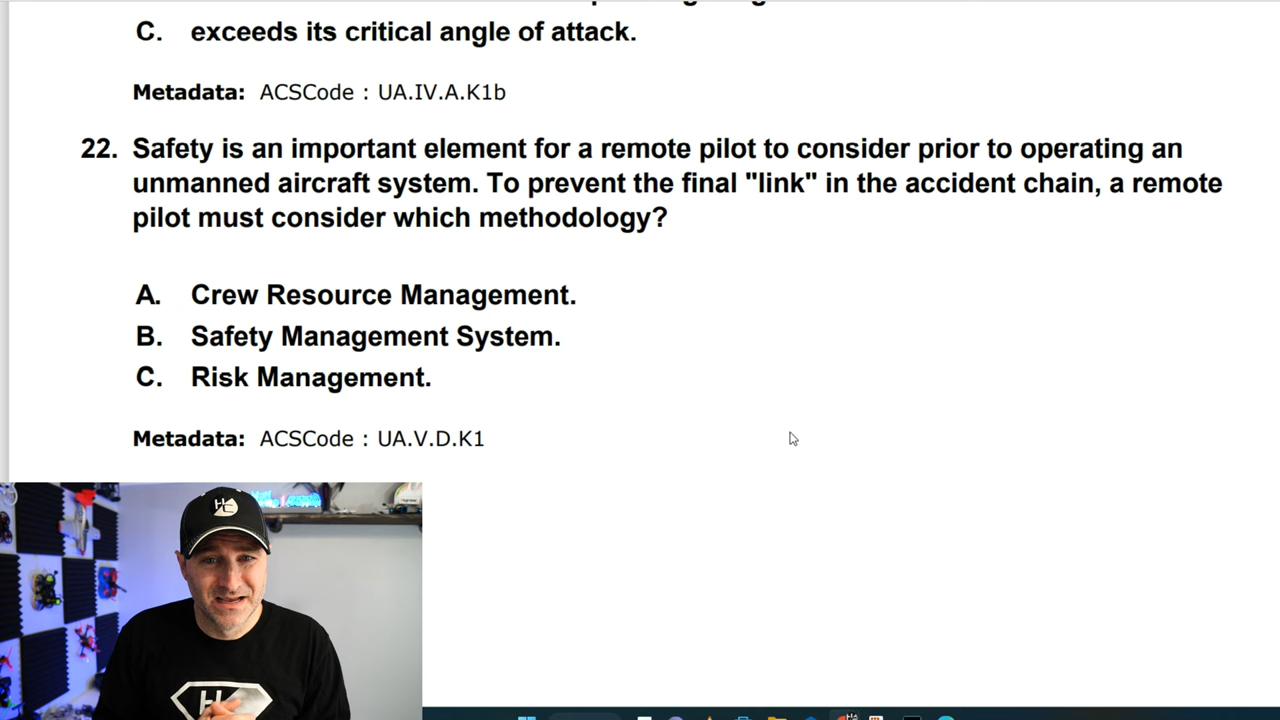 C. exceeds its critical angle of attack.
Metadata: ACSCode : UA.IV.A.K1b
22. Safety is an important element for a remote pilot to consider prior to operating an
unmanned aircraft system. To prevent the final "link" in the accident chain, a remote
pilot must consider which methodology?
A. Crew Resource Management.
B. Safety Management System.
C. Risk Management.
Metadata: ACSCode : UA.V.D.K1
HC
H